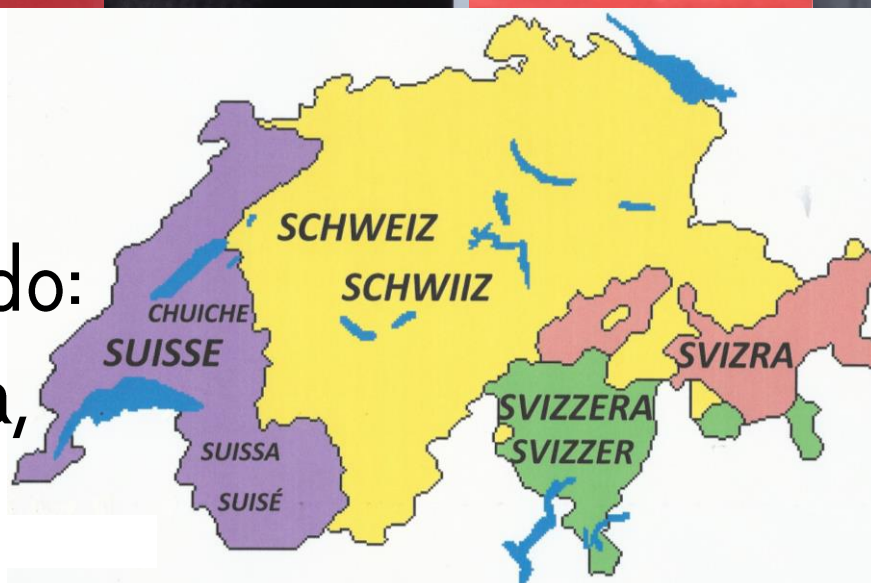 SCHWEIZ
do:
SCHWIIZ
CHUICHE
SUISSE
SVIZRA
a,
SVIZZERA
SUISSA
SVIZZER
SUISÉ